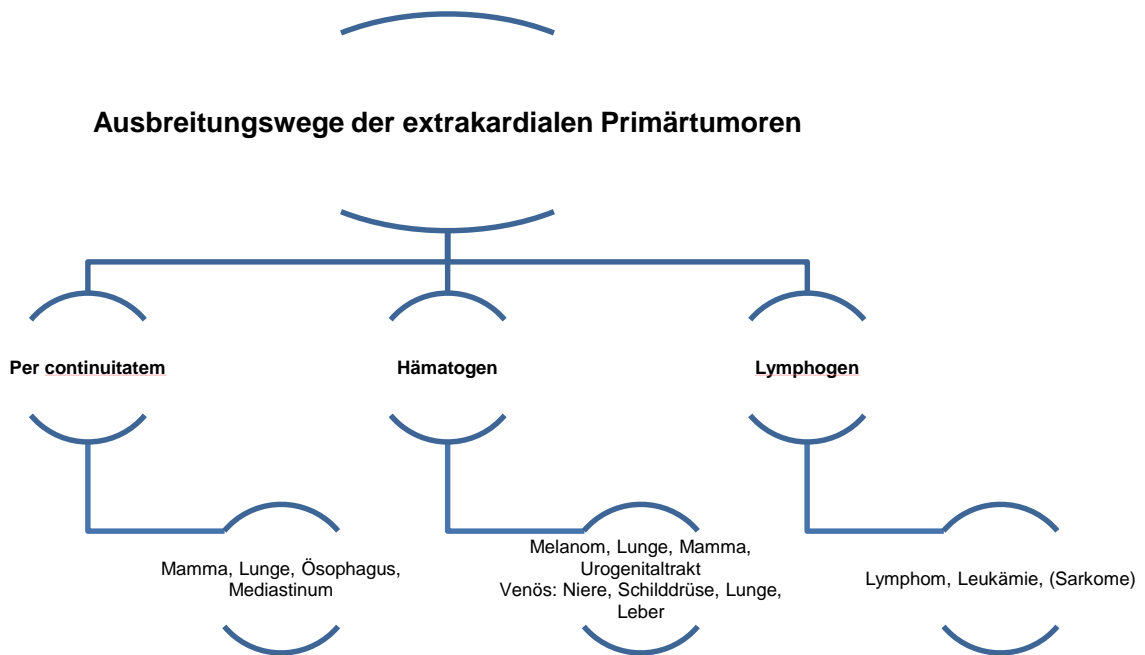 Ausbreitungswege der extrakardialen Primärtumoren
Per continuitatem
Hämatogen
Lymphogen
Mamma, Lunge, Ösophagus,
Mediastinum
Melanom, Lunge, Mamma,
Urogenitaltrakt
Venös: Niere, Schilddrüse, Lunge,
Leber
Lymphom, Leukämie, (Sarkome)